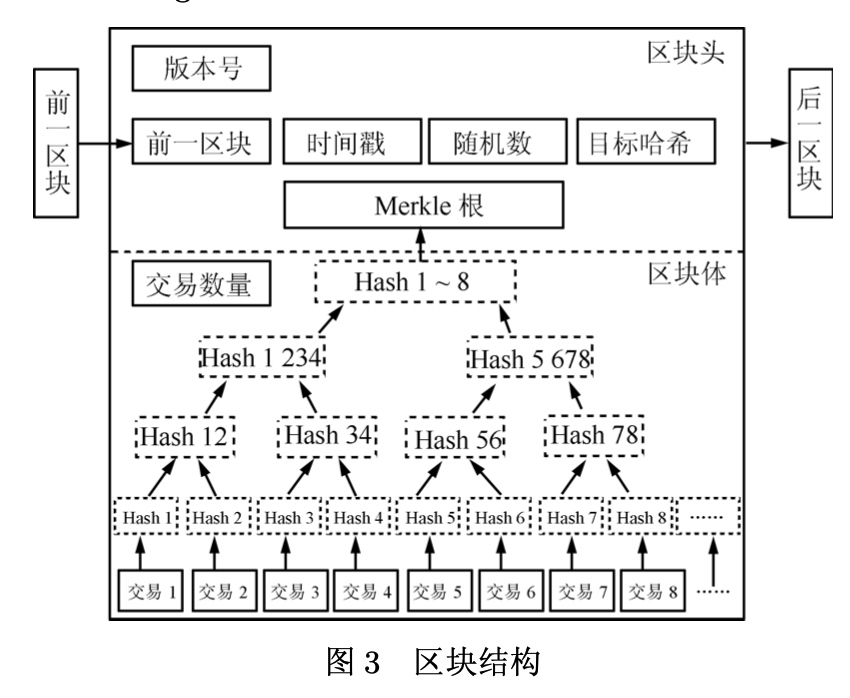 区块头
版本号
前一区块
前一区块 时间戳 随机数 目标哈希
后一区块
Merkle 根
区块体
交易数量
Hash 1 ~ 8
Hash 1 234 Hash 5 678
Hash 12 Hash 34 Hash 56 Hash 78
Hash 1 Hash 2 Hash 3 Hash 4 Hash 5 Hash 6 Hash 7 Hash 8 ……
交易 1 交易 2 交易 3 交易 4 交易 5 交易 6 交易 7 交易 8 ……
图 3 区块结构